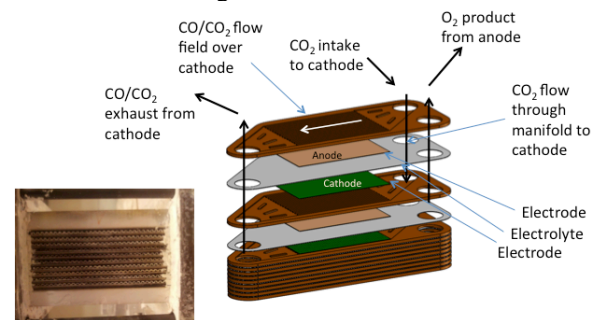 CO/CO₂ flow
field over
cathode
CO₂ intake
to cathode
O₂ product
from anode
CO/CO₂
exhaust from
cathode
CO₂ flow
through
manifold to
cathode
Anode
Cathode
Electrode
Electrolyte
Electrode